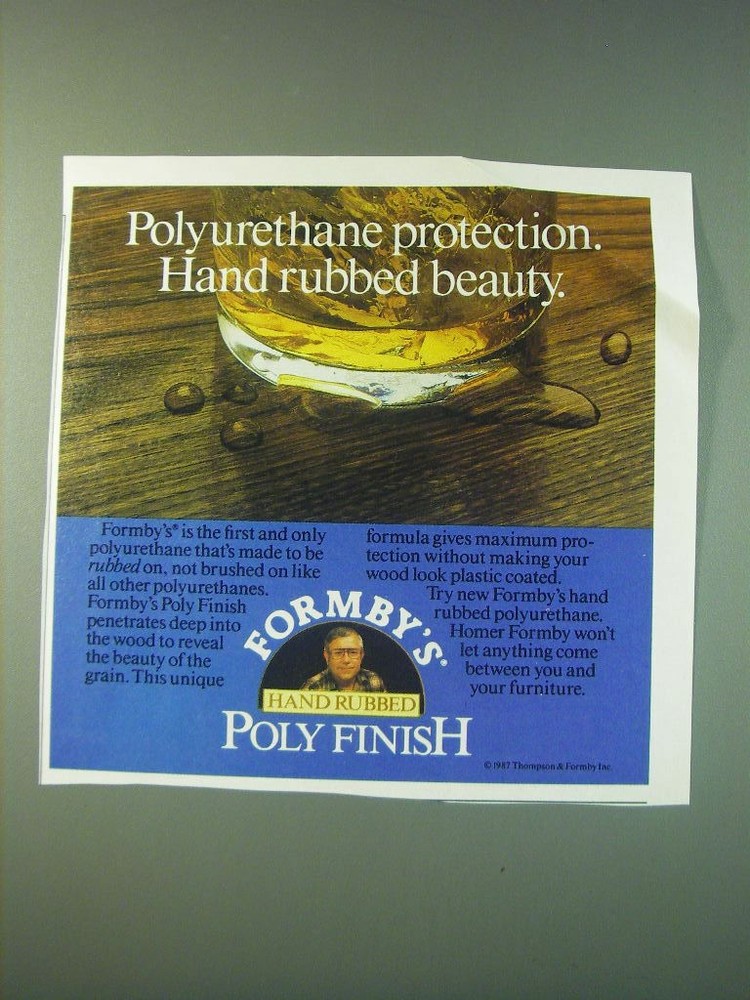 Polyurethane protection.
Hand rubbed beauty.
Formby's® is the first and only
polyurethane that's made to be
rubbed on, not brushed on like
all other polyurethanes.
Formby's Poly Finish
penetrates deep into
the wood to reveal
the beauty of the
grain. This unique
formula gives maximum pro-
tection without making your
wood look plastic coated.
Try new Formby's hand
rubbed polyurethane.
Homer Formby won't
let anything come
between you and
your furniture.
FORMBY'S®
HAND RUBBED
POLY FINISH
© 1987 Thompson & Formby Inc.